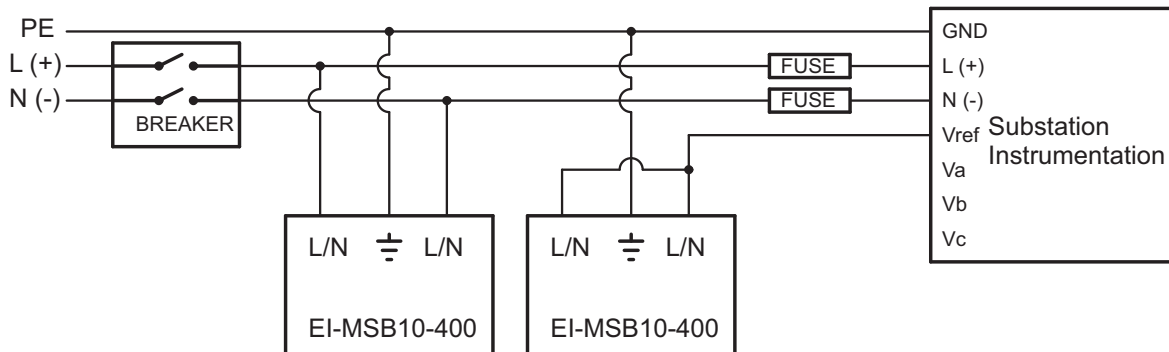 PE
L (+)
N (-)
BREAKER
FUSE
FUSE
GND
L (+)
N (-)
Vref
Va
Vb
Vc
Substation
Instrumentation
L/N
L/N
EI-MSB10-400
L/N
L/N
EI-MSB10-400